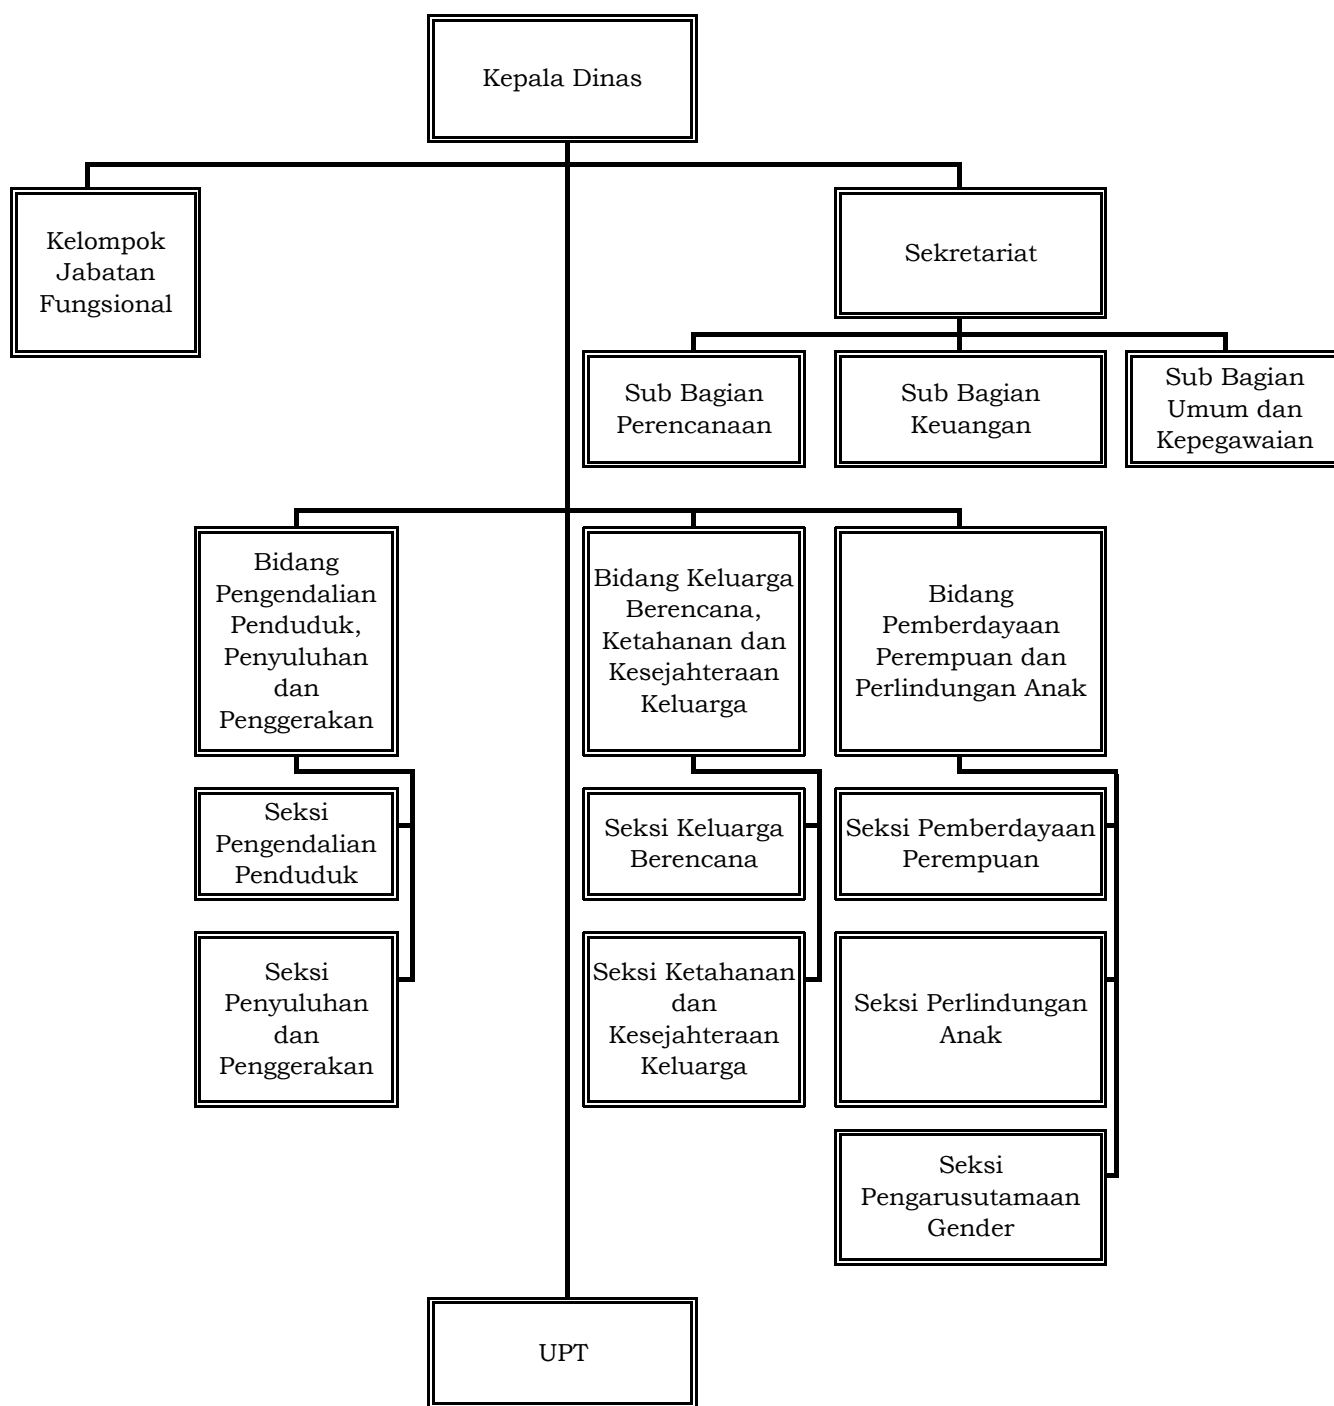 Kepala Dinas
Kelompok
Jabatan
Fungsional
Sekretariat
Sub Bagian
Perencanaan
Sub Bagian
Keuangan
Sub Bagian
Umum dan
Kepegawaian
Bidang
Pengendalian
Penduduk,
Penyuluhan
dan
Penggerakan
Bidang Keluarga
Berencana,
Ketahanan dan
Kesejahteraan
Keluarga
Bidang
Pemberdayaan
Perempuan dan
Perlindungan Anak
Seksi
Pengendalian
Penduduk
Seksi Keluarga
Berencana
Seksi Pemberdayaan
Perempuan
Seksi
Penyuluhan
dan
Penggerakan
Seksi Ketahanan
dan
Kesejahteraan
Keluarga
Seksi Perlindungan
Anak
Seksi
Pengarusutamaan
Gender
UPT